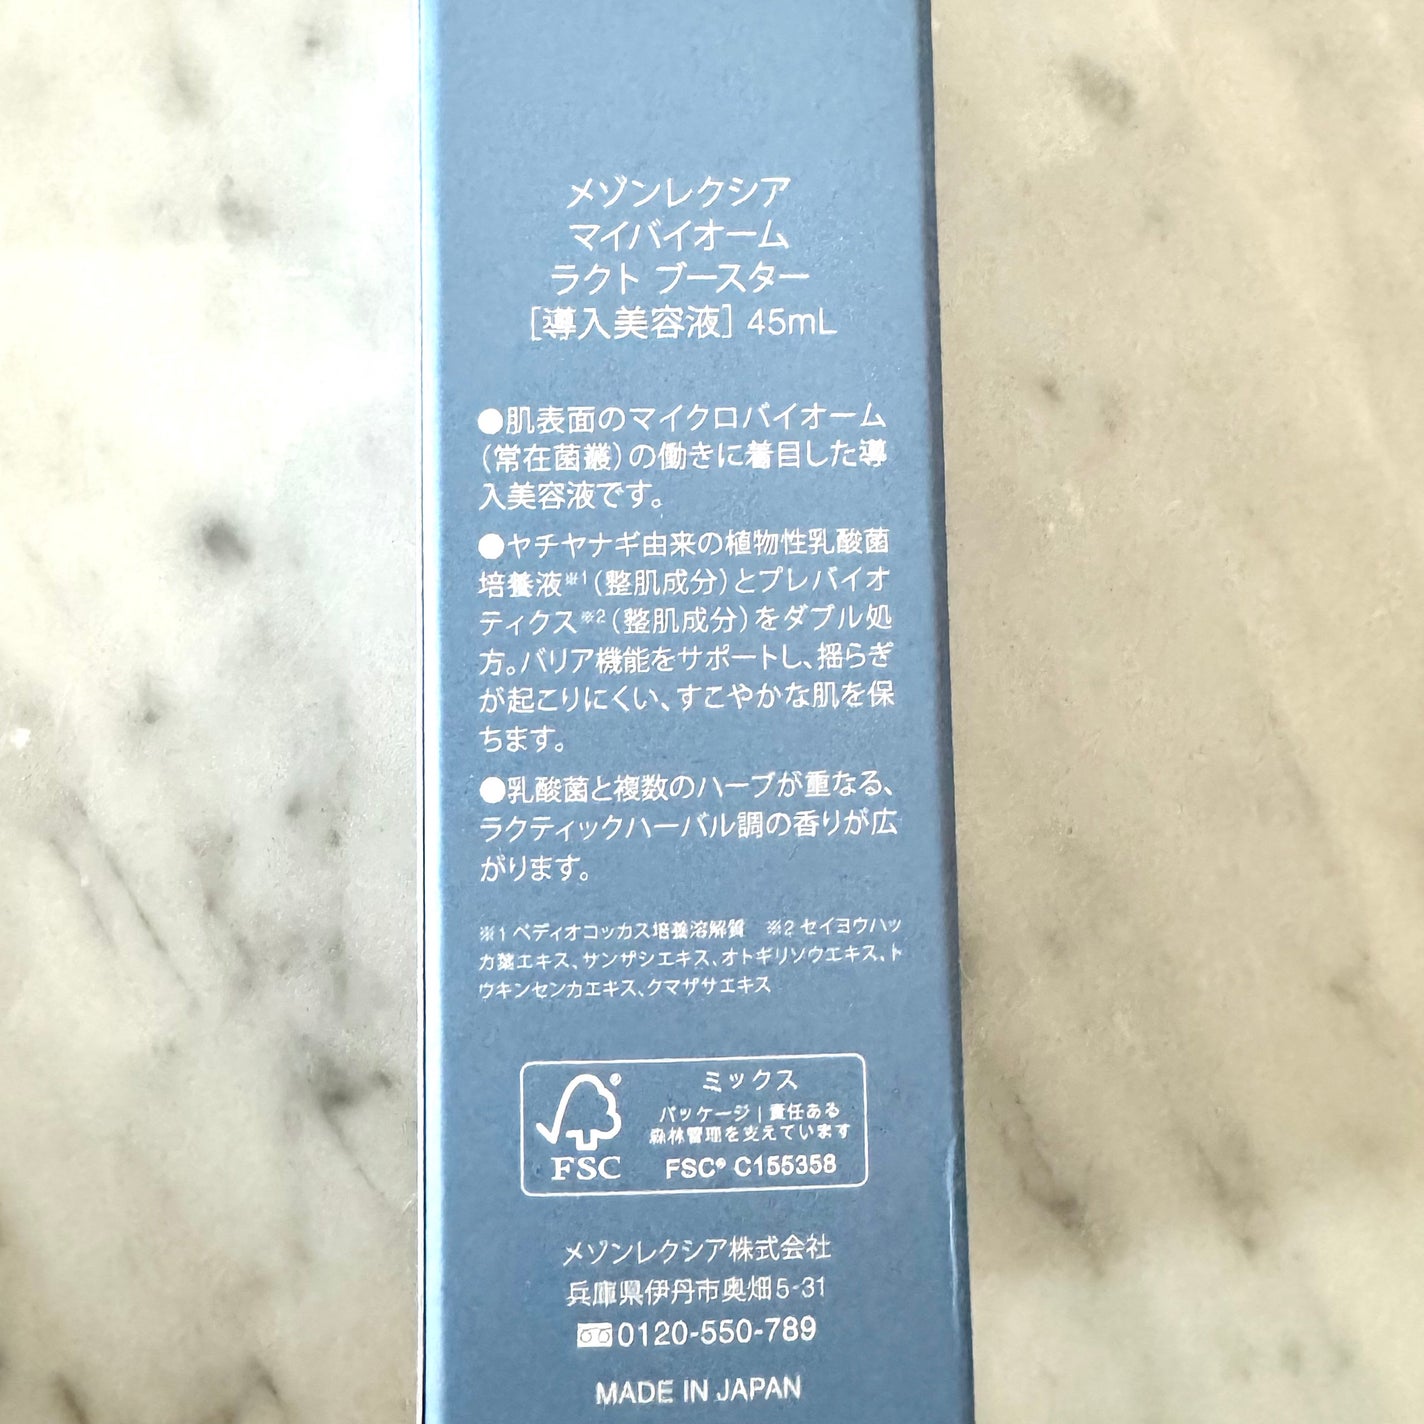 メゾンレクシア
マイバイオーム
ラクト ブースター
[導入美容液] 45mL
●肌表面のマイクロバイオーム
(常在菌叢)の働きに着目した導
入美容液です。
●ヤチヤナギ由来の植物性乳酸菌
培養液※1(整肌成分)とプレバイオ
ティクス※2(整肌成分)をダブル処
方。バリア機能をサポートし、揺らぎ
が起こりにくい、すこやかな肌を保
ちます。
●乳酸菌と複数のハーブが重なる、
ラクティックハーバル調の香りが広
がります。
※1 ペディオコッカス培養溶解質 ※2 セイヨウハッ
カ葉エキス、サンザシエキス、オトギリソウエキス、ト
ウキンセンカエキス、クマザサエキス
ミックス
パッケージ | 責任ある
森林管理を支えています
FSC® C155358
FSC
メゾンレクシア株式会社
兵庫県伊丹市奥畑5-31
0120-550-789
MADE IN JAPAN